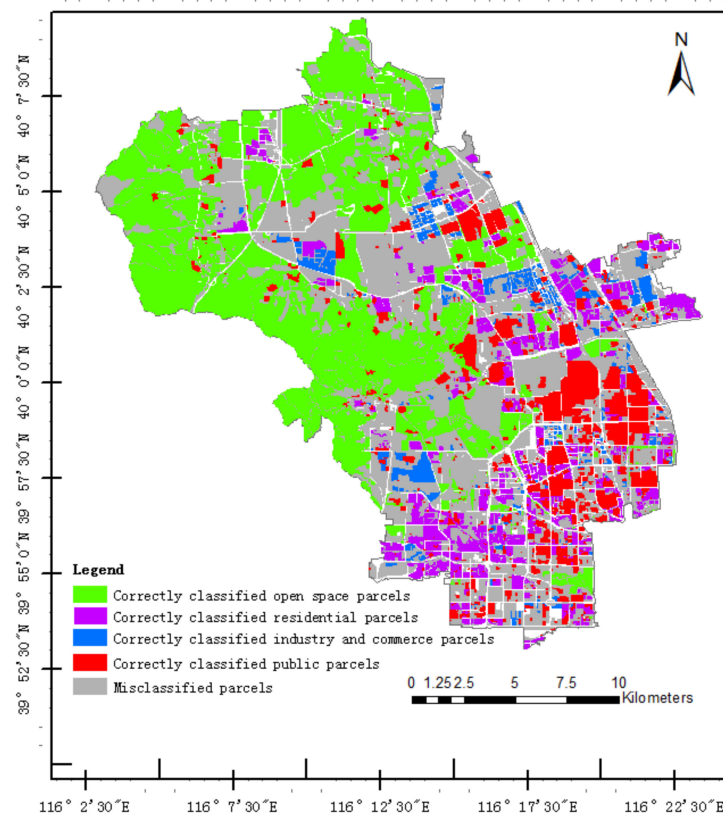 N
40° 7′30″N
40° 5′0″N
40° 2′30″N
40° 0′0″N
39° 57′30″N
39° 55′0″N
39° 52′30″N
Legend
Correctly classified open space parcels
Correctly classified residential parcels
Correctly classified industry and commerce parcels
Correctly classified public parcels
Misclassified parcels
0 1.25 2.5 5 7.5 10
Kilometers
116° 2′30″E 116° 7′30″E 116° 12′30″E 116° 17′30″E 116° 22′30″E